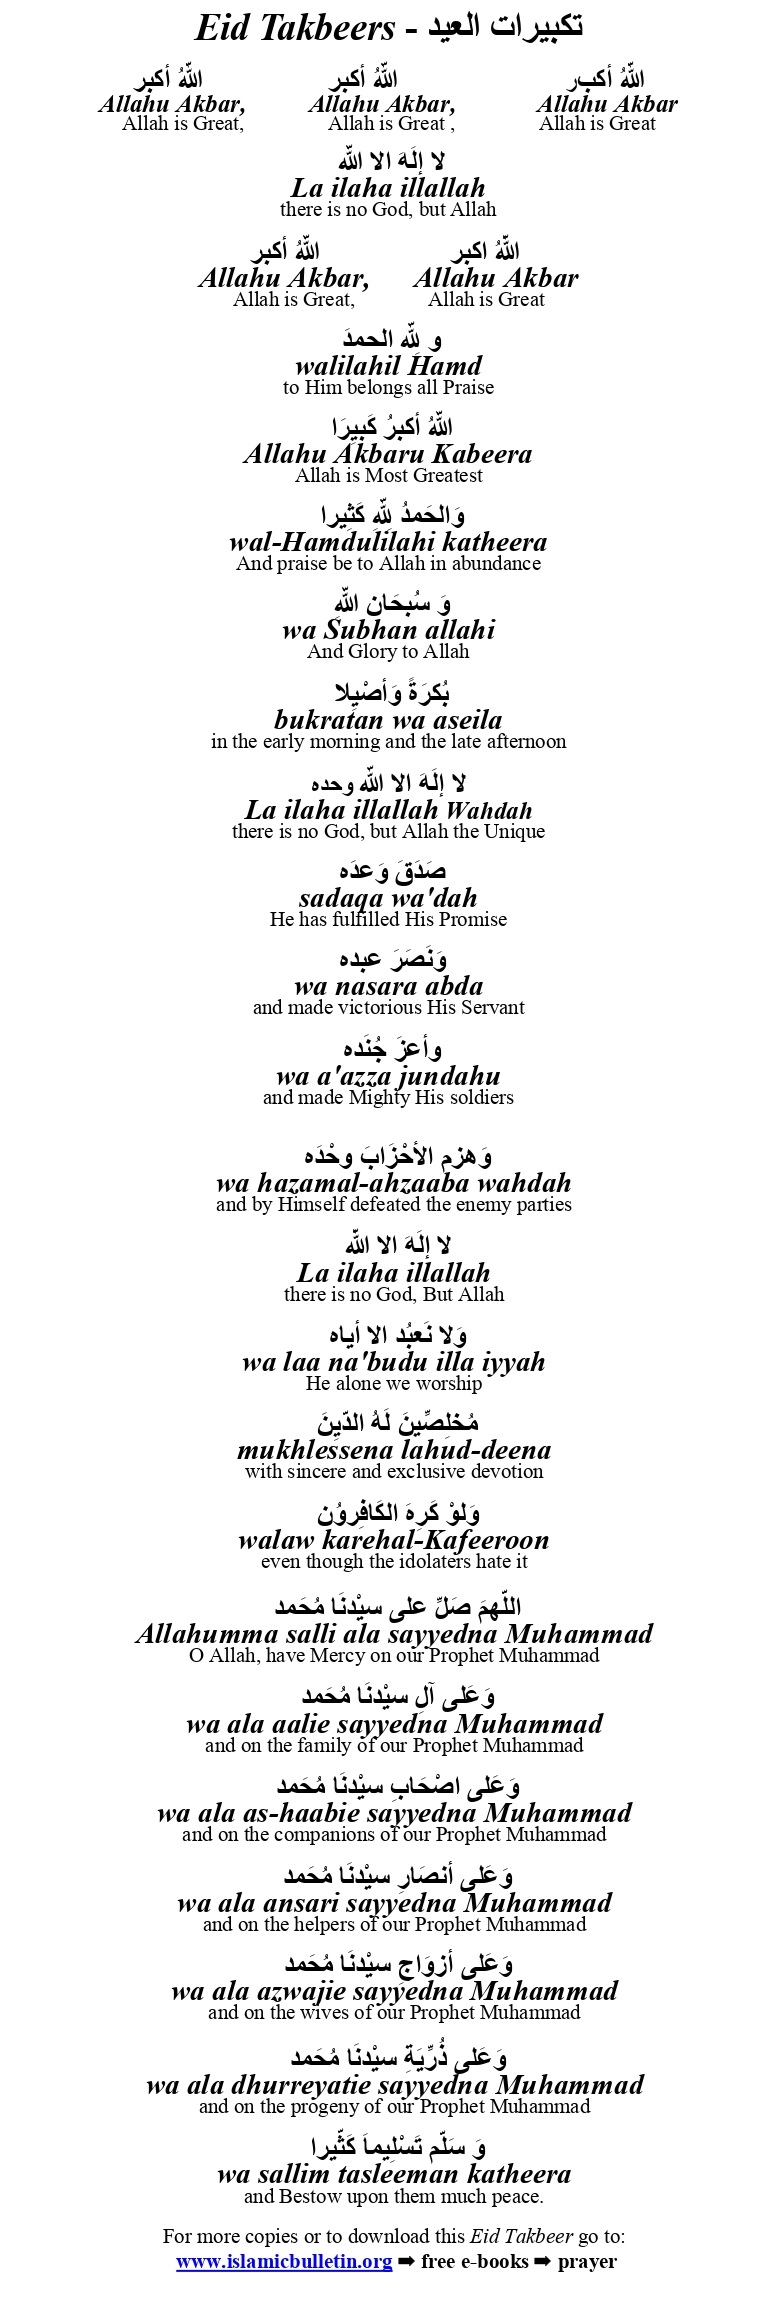 Eid Takbeers - تكبيرات العيد
اللّهُ أكبر اللّهُ أكبر اللّهُ أكبر
Allahu Akbar, Allahu Akbar, Allahu Akbar
Allah is Great, Allah is Great , Allah is Great
لا إلَهَ الا اللّه
La ilaha illallah
there is no God, but Allah
اللّهُ أكبر اللّهُ اكبر
Allahu Akbar, Allahu Akbar
Allah is Great, Allah is Great
و لِلّه الحمدَ
walilahil Hamd
to Him belongs all Praise
اللّهُ أكبرُ كَبيِرَا
Allahu Akbaru Kabeera
Allah is Most Greatest
وَالحَمدُ لِلّهِ كَثِيرا
wal-Hamdulilahi katheera
And praise be to Allah in abundance
وَ سُبحَان اللّهِ
wa Subhan allahi
And Glory to Allah
بُكرَةً وَأصْيِلا
bukratan wa aseila
in the early morning and the late afternoon
لا إلَهَ الا اللّه وحده
La ilaha illallah Wahdah
there is no God, but Allah the Unique
صَدَقَ وَعدَه
sadaqa wa'dah
He has fulfilled His Promise
وَنَصَرَ عبده
wa nasara abda
and made victorious His Servant
وأعزَ جُنَده
wa a'azza jundahu
and made Mighty His soldiers
وَهزم الأحْزَابَ وحْدَه
wa hazamal-ahzaaba wahdah
and by Himself defeated the enemy parties
لا إلَهَ الا اللّه
La ilaha illallah
there is no God, But Allah
وَلا نَعبُد الا أياه
wa laa na'budu illa iyyah
He alone we worship
مُخلِصِّينَ لَهُ الدّيِنَ
mukhlessena lahud-deena
with sincere and exclusive devotion
وَلوْ كَرِهَ الكَافِروُن
walaw karehal-Kafeeroon
even though the idolaters hate it
اللّهمَ صَلِّ على سيْدنَا مُحَمد
Allahumma salli ala sayyedna Muhammad
O Allah, have Mercy on our Prophet Muhammad
وَعَلى آلِ سيْدنَا مُحَمد
wa ala aalie sayyedna Muhammad
and on the family of our Prophet Muhammad
وَعَلى اصْحَابِ سيْدنَا مُحَمد
wa ala as-haabie sayyedna Muhammad
and on the companions of our Prophet Muhammad
وَعَلى أنصَارِ سيْدنَا مُحَمد
wa ala ansari sayyedna Muhammad
and on the helpers of our Prophet Muhammad
وَعَلى أزوَاجِ سيْدنَا مُحَمد
wa ala azwajie sayyedna Muhammad
and on the wives of our Prophet Muhammad
وَعَلى ذُرِّيَةِ سيْدنَا مُحَمد
wa ala dhurreyatie sayyedna Muhammad
and on the progeny of our Prophet Muhammad
وَ سَلّم تَسْلِيماَ كَثّيرا
wa sallim tasleeman katheera
and Bestow upon them much peace.
For more copies or to download this Eid Takbeer go to:
www.islamicbulletin.org ➡ free e-books ➡ prayer